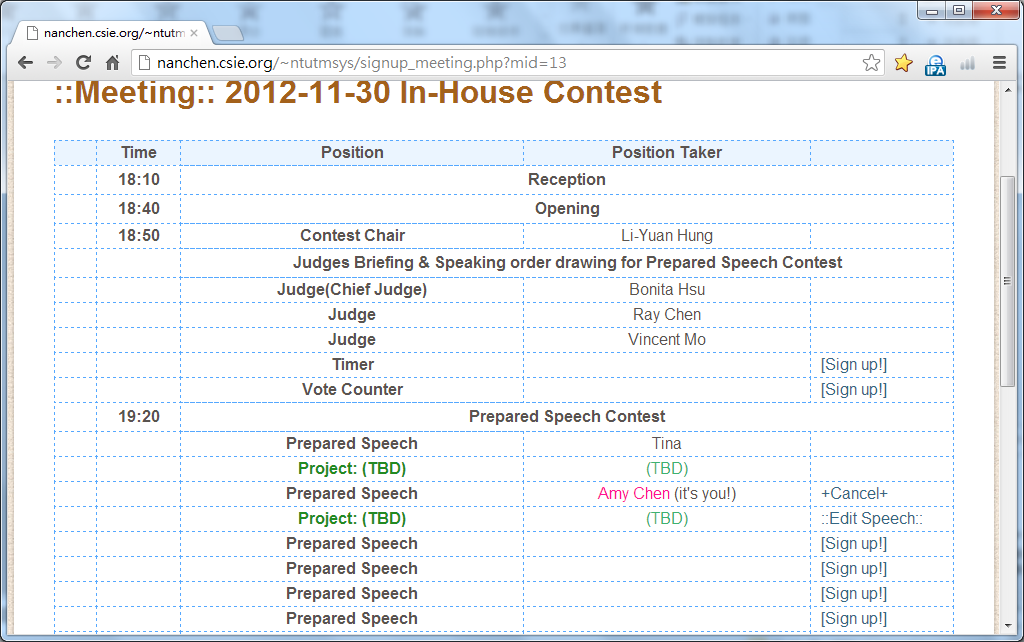 nanchen.csie.org/~ntutm
nanchen.csie.org/~ntutmsys/signup_meeting.php?mid=13
IPA
::Meeting:: 2012-11-30 In-House Contest
Time Position Position Taker
18:10 Reception
18:40 Opening
18:50 Contest Chair Li-Yuan Hung
Judges Briefing & Speaking order drawing for Prepared Speech Contest
Judge(Chief Judge) Bonita Hsu
Judge Ray Chen
Judge Vincent Mo
Timer [Sign up!]
Vote Counter [Sign up!]
19:20 Prepared Speech Contest
Prepared Speech Tina
Project: (TBD) (TBD)
Prepared Speech Amy Chen (it's you!) +Cancel+
Project: (TBD) (TBD) ::Edit Speech::
Prepared Speech [Sign up!]
Prepared Speech [Sign up!]
Prepared Speech [Sign up!]
Prepared Speech [Sign up!]